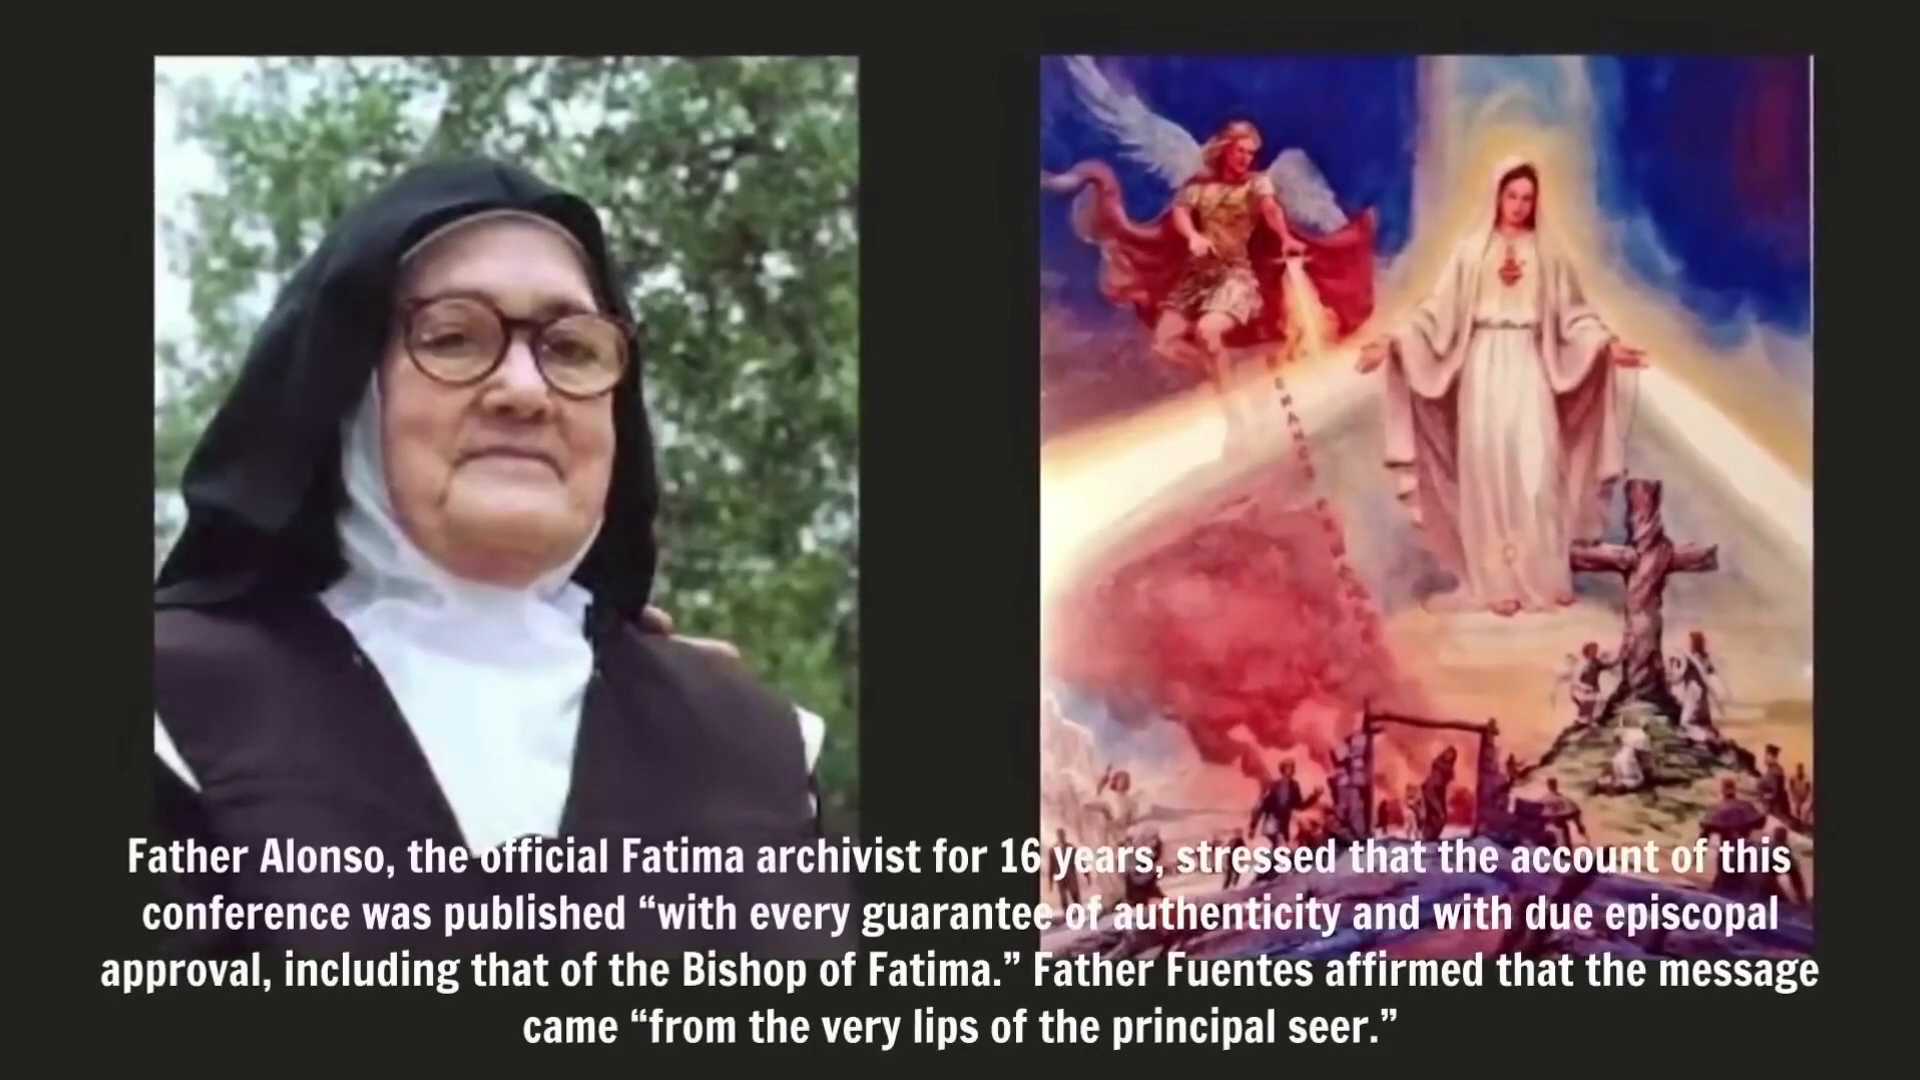 Father Alonso, the official Fatima archivist for 16 years, stressed that the account of this
conference was published “with every guarantee of authenticity and with due episcopal
approval, including that of the Bishop of Fatima.” Father Fuentes affirmed that the message
came “from the very lips of the principal seer.”